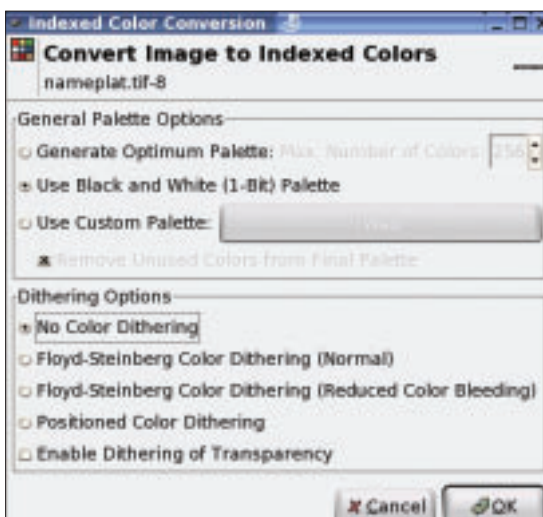 Indexed Color Conversion
Convert Image to Indexed Colors
nameplat.tif-8
General Palette Options
Generate Optimum Palette: Max. Number of Colors: 256
Use Black and White (1-Bit) Palette
Use Custom Palette:
Remove Unused Colors from Final Palette
Dithering Options
No Color Dithering
Floyd-Steinberg Color Dithering (Normal)
Floyd-Steinberg Color Dithering (Reduced Color Bleeding)
Positioned Color Dithering
Enable Dithering of Transparency
Cancel OK